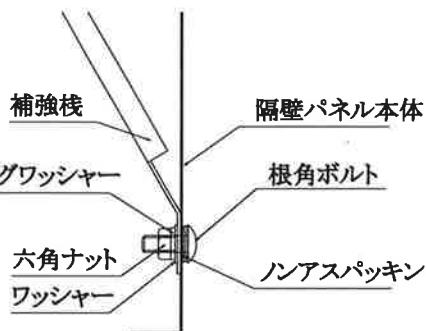 補強桟
隔壁パネル本体
グワッシャー
根角ボルト
六角ナット
ワッシャー
ノンアスパッキン